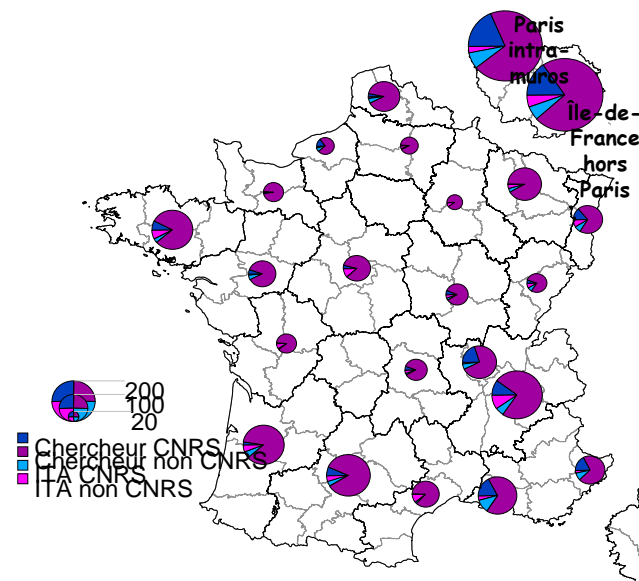 Paris
intra-
muros
Île-de-
France
hors
Paris
200
100
20
Chercheur CNRS
Chercheur non CNRS
ITA CNRS
ITA non CNRS